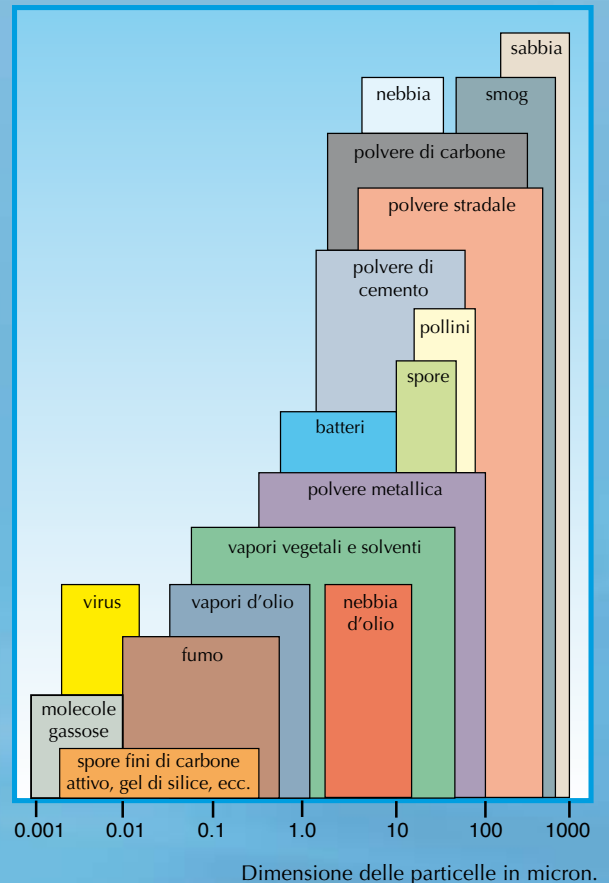 sabbia
nebbia
smog
polvere di carbone
polvere stradale
polvere di
cemento
pollini
spore
batteri
polvere metallica
vapori vegetali e solventi
virus
vapori d'olio
nebbia
d'olio
fumo
molecole
gassose
spore fini di carbone
attivo, gel di silice, ecc.
0.001 0.01 0.1 1.0 10 100 1000
Dimensione delle particelle in micron.